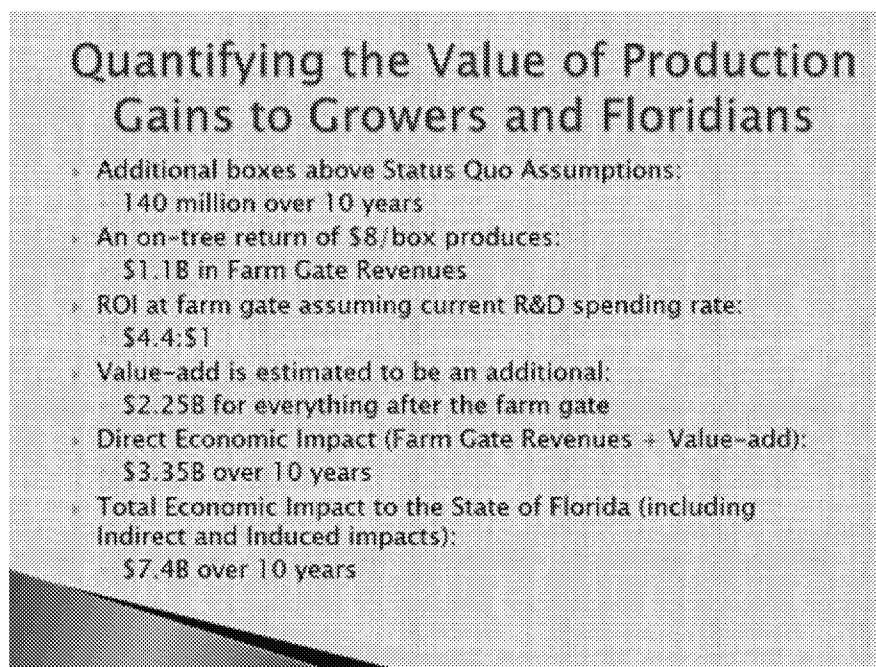 Quantifying the Value of Production
Gains to Growers and Floridians
Additional boxes above Status Quo Assumptions:
140 million over 10 years
An on-tree return of $8/box produces:
$1.1B in Farm Gate Revenues
ROI at farm gate assuming current R&D spending rate:
$4.4:$1
Value-add is estimated to be an additional:
$2.25B for everything after the farm gate
Direct Economic Impact (Farm Gate Revenues + Value-add):
$3.35B over 10 years
Total Economic Impact to the State of Florida (including
Indirect and Induced impacts):
$7.4B over 10 years